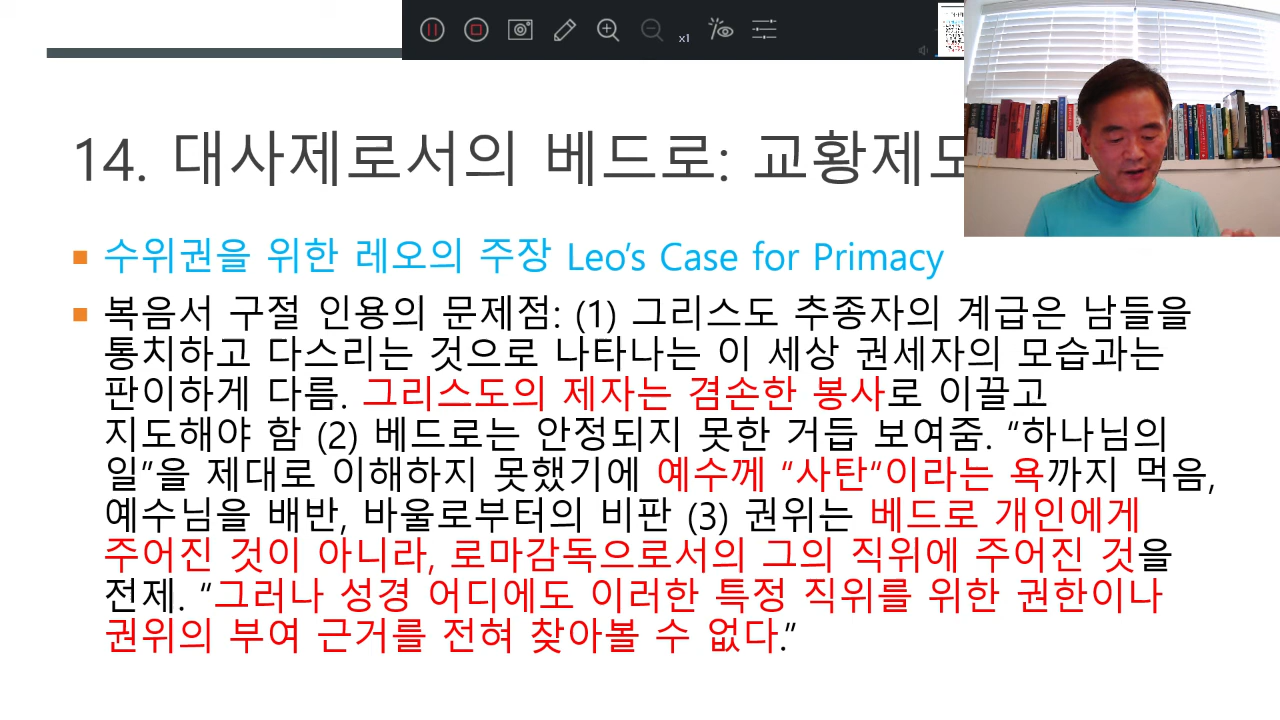 x1
14. 대사제로서의 베드로: 교황제도
수위권을 위한 레오의 주장 Leo's Case for Primacy
복음서 구절 인용의 문제점: (1) 그리스도 추종자의 계급은 남들을
통치하고 다스리는 것으로 나타나는 이 세상 권세자의 모습과는
판이하게 다름. 그리스도의 제자는 겸손한 봉사로 이끌고
지도해야 함 (2) 베드로는 안정되지 못한 거듭 보여줌. “하나님의
일”을 제대로 이해하지 못했기에 예수께 “사탄“이라는 욕까지 먹음,
예수님을 배반, 바울로부터의 비판 (3) 권위는 베드로 개인에게
주어진 것이 아니라, 로마감독으로서의 그의 직위에 주어진 것을
전제. “그러나 성경 어디에도 이러한 특정 직위를 위한 권한이나
권위의 부여 근거를 전혀 찾아볼 수 없다.”